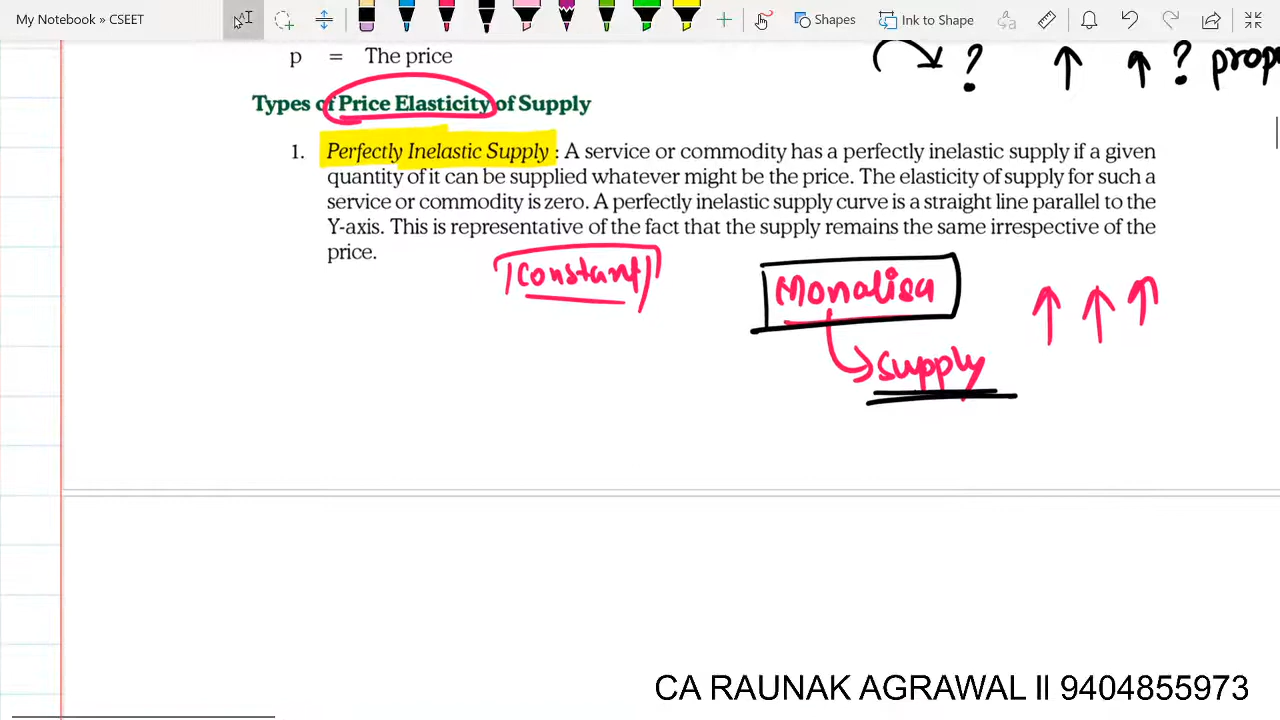 My Notebook » CSEET
Shapes
Ink to Shape
p = The price
? ↑ ↑ ?
Types of Price Elasticity of Supply
1. Perfectly Inelastic Supply : A service or commodity has a perfectly inelastic supply if a given
quantity of it can be supplied whatever might be the price. The elasticity of supply for such a
service or commodity is zero. A perfectly inelastic supply curve is a straight line parallel to the
Y-axis. This is representative of the fact that the supply remains the same irrespective of the
price.
Constant
Monalisa
↑ ↑ ↑
Supply
CA RAUNAK AGRAWAL II 9404855973